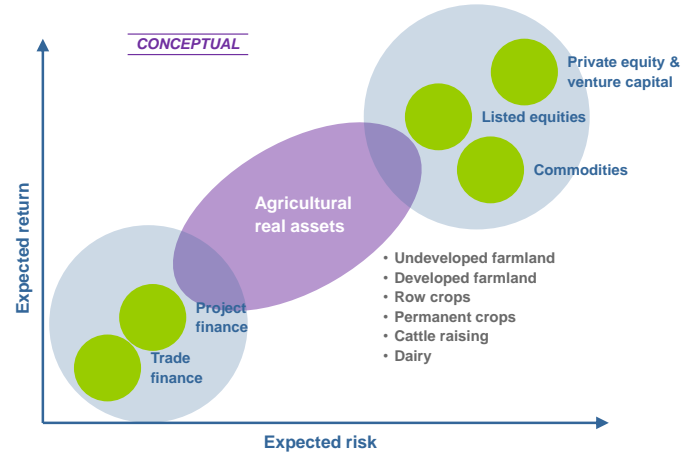 CONCEPTUAL
Private equity &
venture capital
Listed equities
Commodities
Agricultural
real assets
• Undeveloped farmland
• Developed farmland
• Row crops
• Permanent crops
• Cattle raising
• Dairy
Project
finance
Trade
finance
Expected return
Expected risk